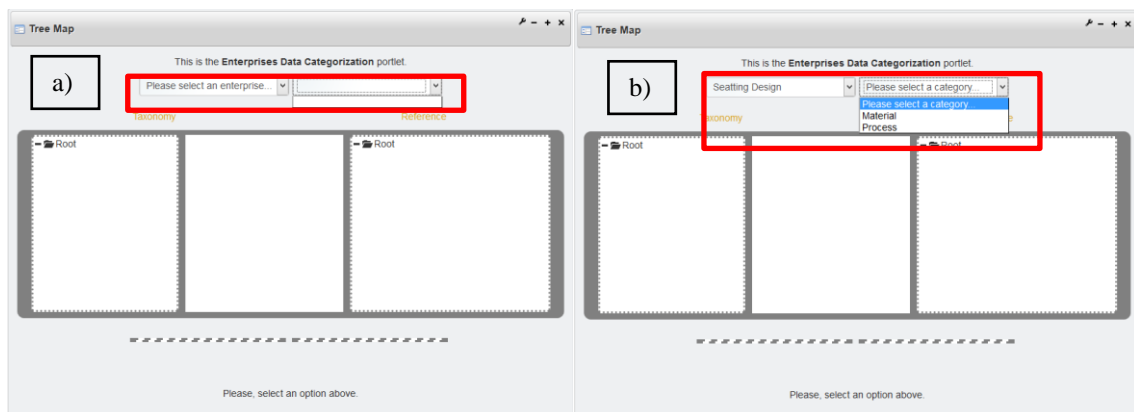 Tree Map
This is the Enterprises Data Categorization portlet.
a)
Please select an enterprise...
Taxonomy
Reference
Root
Root
Please, select an option above.
Tree Map
This is the Enterprises Data Categorization portlet.
b)
Seatting Design
Please select a category...
Please select a category...
Material
Process
Root
Root
Please, select an option above.